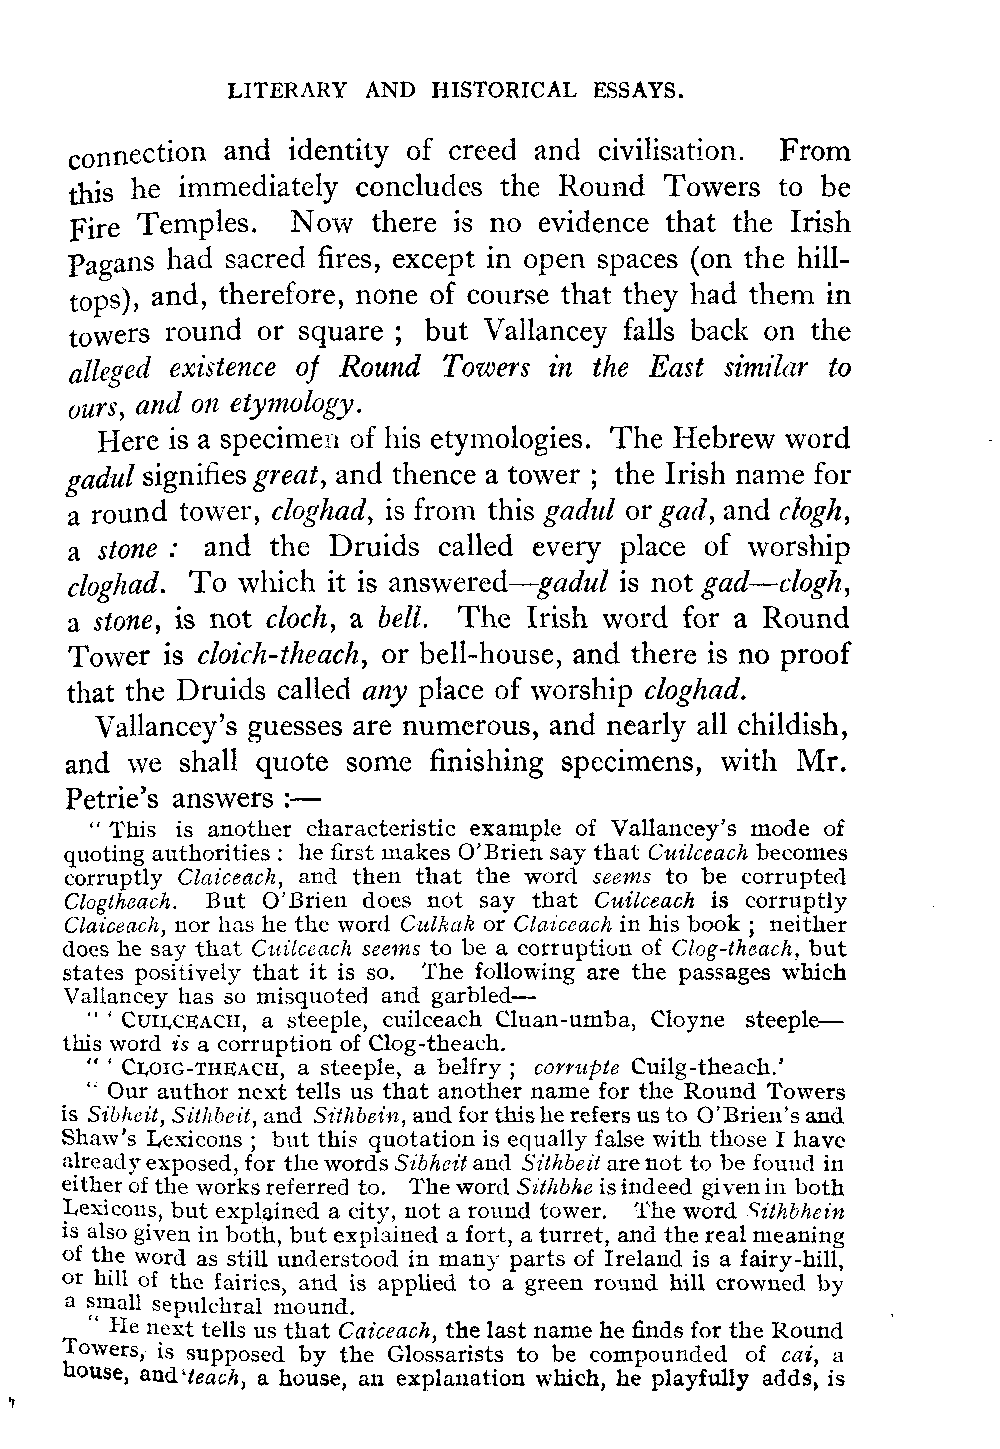 LITERARY AND HISTORICAL ESSAYS.
connection and identity of creed and civilisation. From
this he immediately concludes the Round Towers to be
Fire Temples. Now there is no evidence that the Irish
Pagans had sacred fires, except in open spaces (on the hill-
tops), and, therefore, none of course that they had them in
towers round or square ; but Vallancey falls back on the
alleged existence of Round Towers in the East similar to
ours, and on etymology.
Here is a specimen of his etymologies. The Hebrew word
gadul signifies great, and thence a tower ; the Irish name for
a round tower, cloghad, is from this gadul or gad, and clogh,
a stone : and the Druids called every place of worship
cloghad. To which it is answered—gadul is not gad—clogh,
a stone, is not cloch, a bell. The Irish word for a Round
Tower is cloich-theach, or bell-house, and there is no proof
that the Druids called any place of worship cloghad.
Vallancey's guesses are numerous, and nearly all childish,
and we shall quote some finishing specimens, with Mr.
Petrie's answers :—
" This is another characteristic example of Vallancey's mode of
quoting authorities : he first makes O'Brien say that Cuilceach becomes
corruptly Claiceach, and then that the word seems to be corrupted
Clogtheach. But O'Brien does not say that Cuilceach is corruptly
Claiceach, nor has he the word Culkak or Claiceach in his book ; neither
does he say that Cuilceach seems to be a corruption of Clog-theach, but
states positively that it is so. The following are the passages which
Vallancey has so misquoted and garbled—
" ' CUILCEACH, a steeple, cuilceach Cluan-umba, Cloyne steeple—
this word is a corruption of Clog-theach.
" ' CLOIG-THEACH, a steeple, a belfry ; corrupte Cuilg-theach.'
" Our author next tells us that another name for the Round Towers
is Sibheit, Sithbeit, and Sithbein, and for this he refers us to O'Brien's and
Shaw's Lexicons ; but this quotation is equally false with those I have
already exposed, for the words Sibheit and Sithbeit are not to be found in
either of the works referred to. The word Sithbhe is indeed given in both
Lexicons, but explained a city, not a round tower. The word Sithbhein
is also given in both, but explained a fort, a turret, and the real meaning
of the word as still understood in many parts of Ireland is a fairy-hill,
or hill of the fairies, and is applied to a green round hill crowned by
a small sepulchral mound.
" He next tells us that Caiceach, the last name he finds for the Round
Towers, is supposed by the Glossarists to be compounded of cai, a
house, and teach, a house, an explanation which, he playfully adds, is